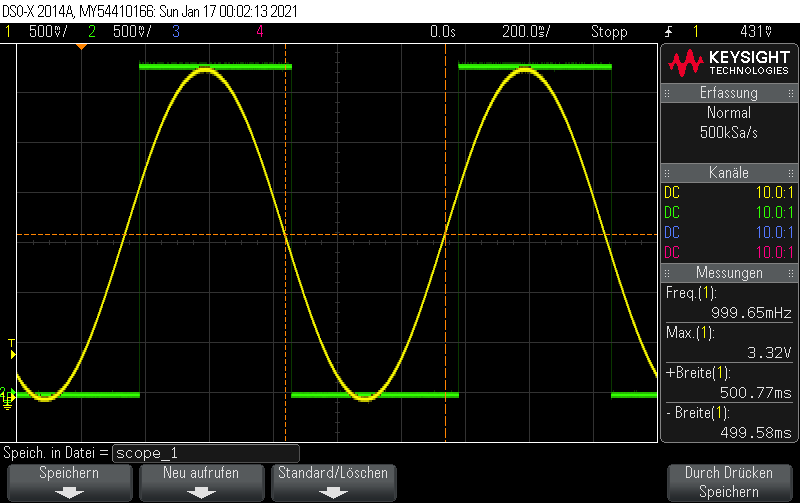 DSO-X 2014A, MY54410166: Sun Jan 17 00:02:13 2021
1 500%/ 2 500%/ 3 4 0.0s 200.0ms/ Stopp 1 431mV
KEYSIGHT
TECHNOLOGIES
Erfassung
Normal
500kSa/s
Kanäle
DC 10.0:1
DC 10.0:1
DC 10.0:1
DC 10.0:1
Messungen
Freq.(1):
999.65mHz
Max.(1):
3.32V
+Breite(1):
500.77ms
- Breite(1):
499.58ms
T
2
Speich. in Datei = scope_1
Speichern
Neu aufrufen
Standard/Löschen
Durch Drücken
Speichern